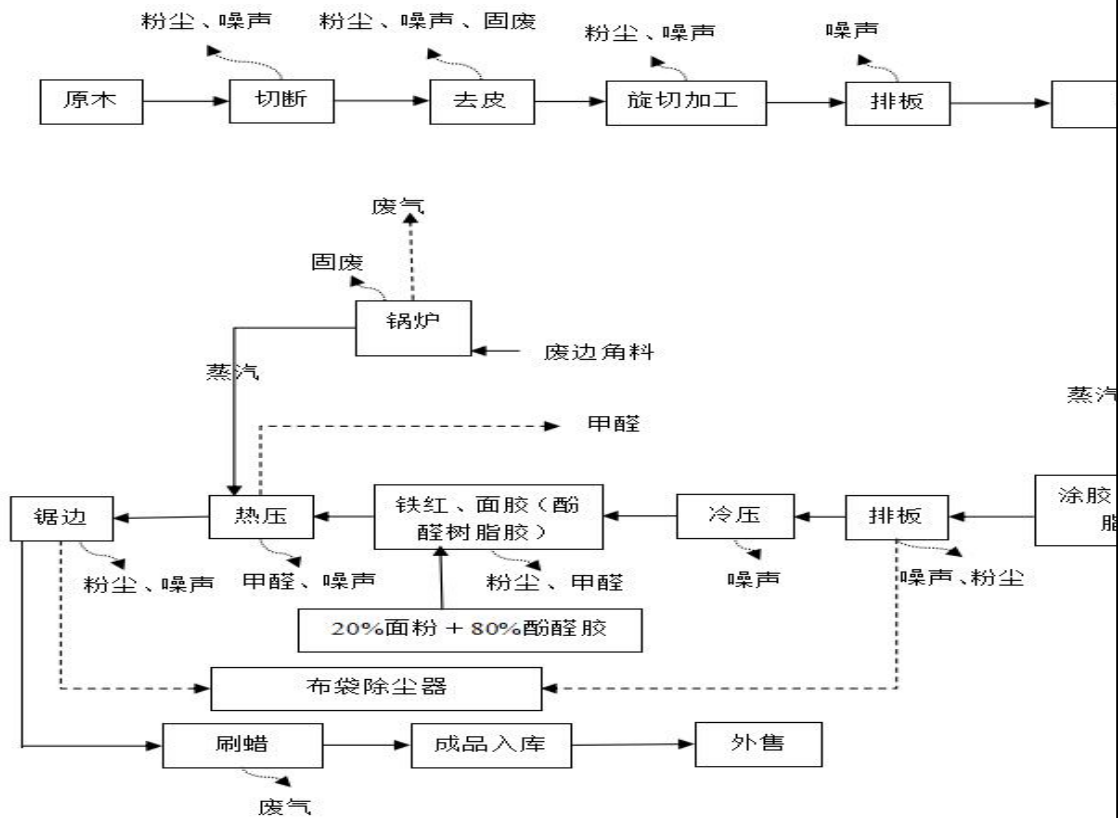 粉尘、噪声
粉尘、噪声、固废
粉尘、噪声
噪声
原木
切断
去皮
旋切加工
排板
废气
固废
锅炉
废边角料
蒸汽
蒸汽
甲醛
锯边
热压
铁红、面胶（酚
醛树脂胶）
冷压
排板
涂胶
脂
粉尘、噪声
甲醛、噪声
粉尘、甲醛
噪声
噪声、粉尘
20%面粉＋80%酚醛胶
布袋除尘器
刷蜡
成品入库
外售
废气